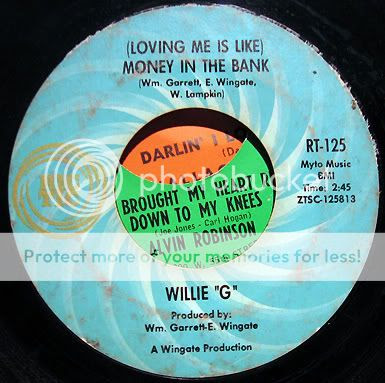 (LOVING ME IS LIKE)
MONEY IN THE BANK
(Wm. Garrett, E. Wingate,
W. Lampkin)
DARLIN' I
RT-125
Myto Music
BMI
Time: 2:45
ZTSC-125813
BROUGHT MY HEART
DOWN TO MY KNEES
(Joe Jones - Carl Hogan)
ALVIN ROBINSON
photobucket
Protect more of your memories for less!
WILLIE "G"
Produced by:
Wm. Garrett-E. Wingate
A Wingate Production